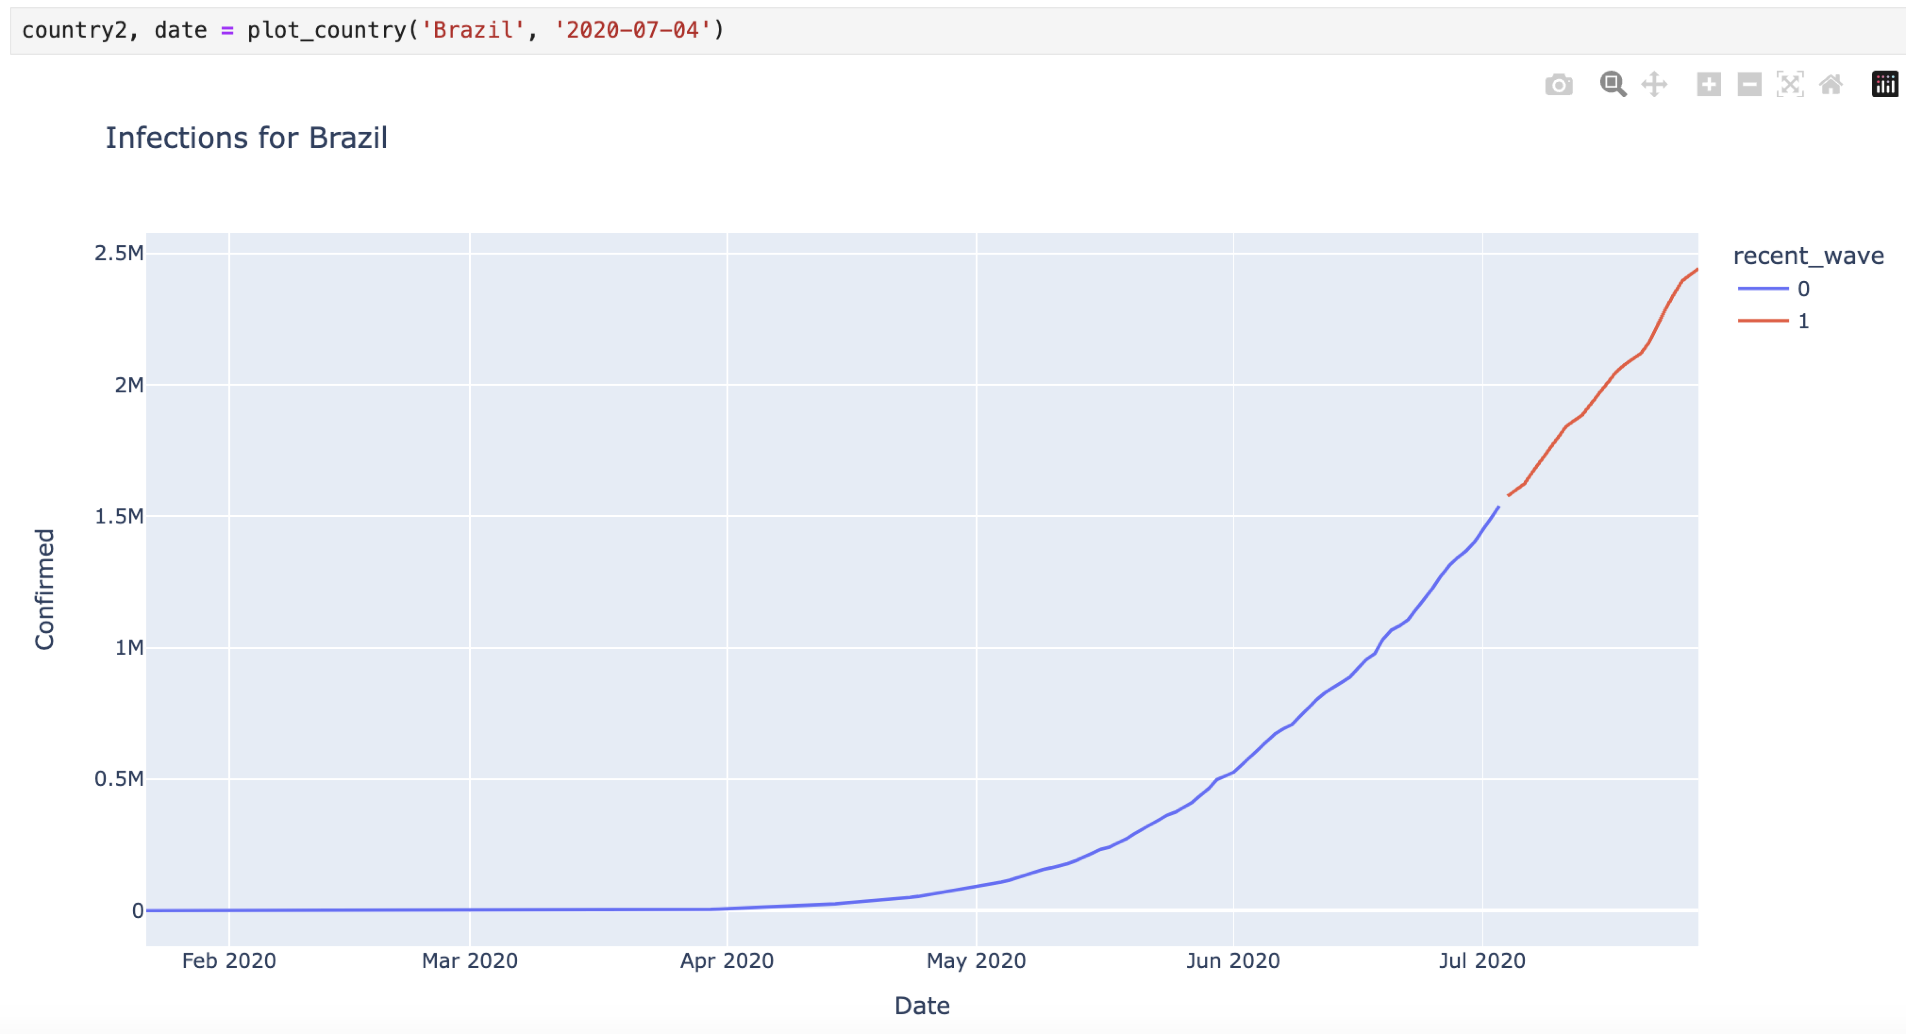 country2, date = plot_country('Brazil', '2020-07-04')
Infections for Brazil
2.5M
2M
1.5M
1M
0.5M
0
Confirmed
Feb 2020
Mar 2020
Apr 2020
May 2020
Jun 2020
Jul 2020
Date
recent_wave
0
1